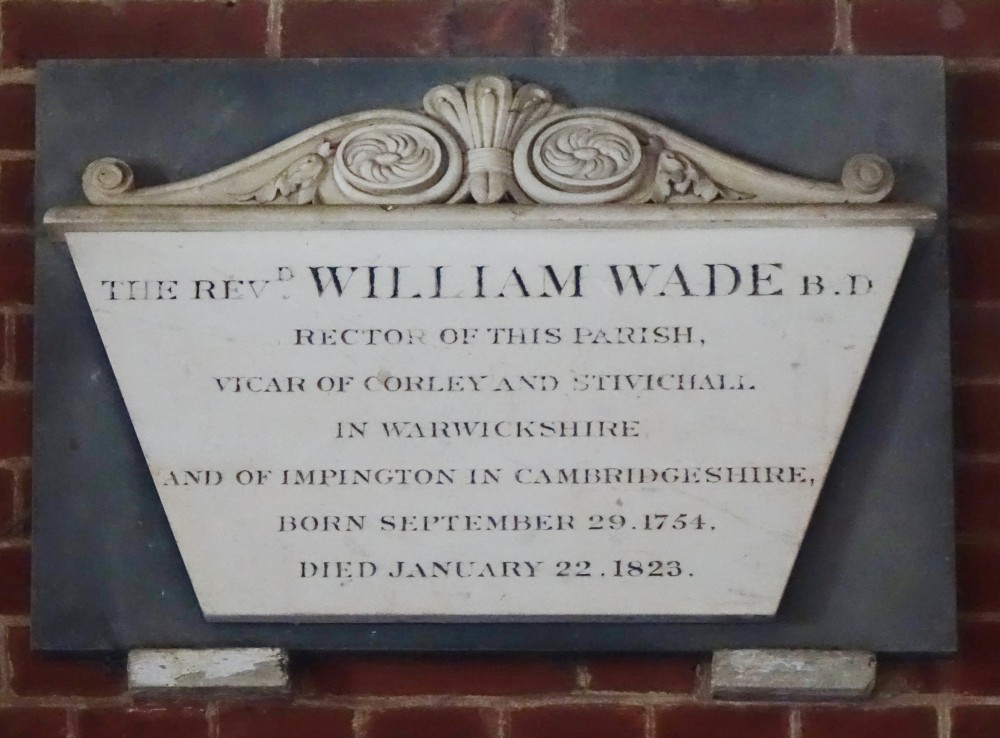 THE REVD. WILLIAM WADE B.D
RECTOR OF THIS PARISH,
VICAR OF CORLEY AND STIVICHALL
IN WARWICKSHIRE
AND OF IMPINGTON IN CAMBRIDGESHIRE,
BORN SEPTEMBER 29.1754.
DIED JANUARY 22.1823.